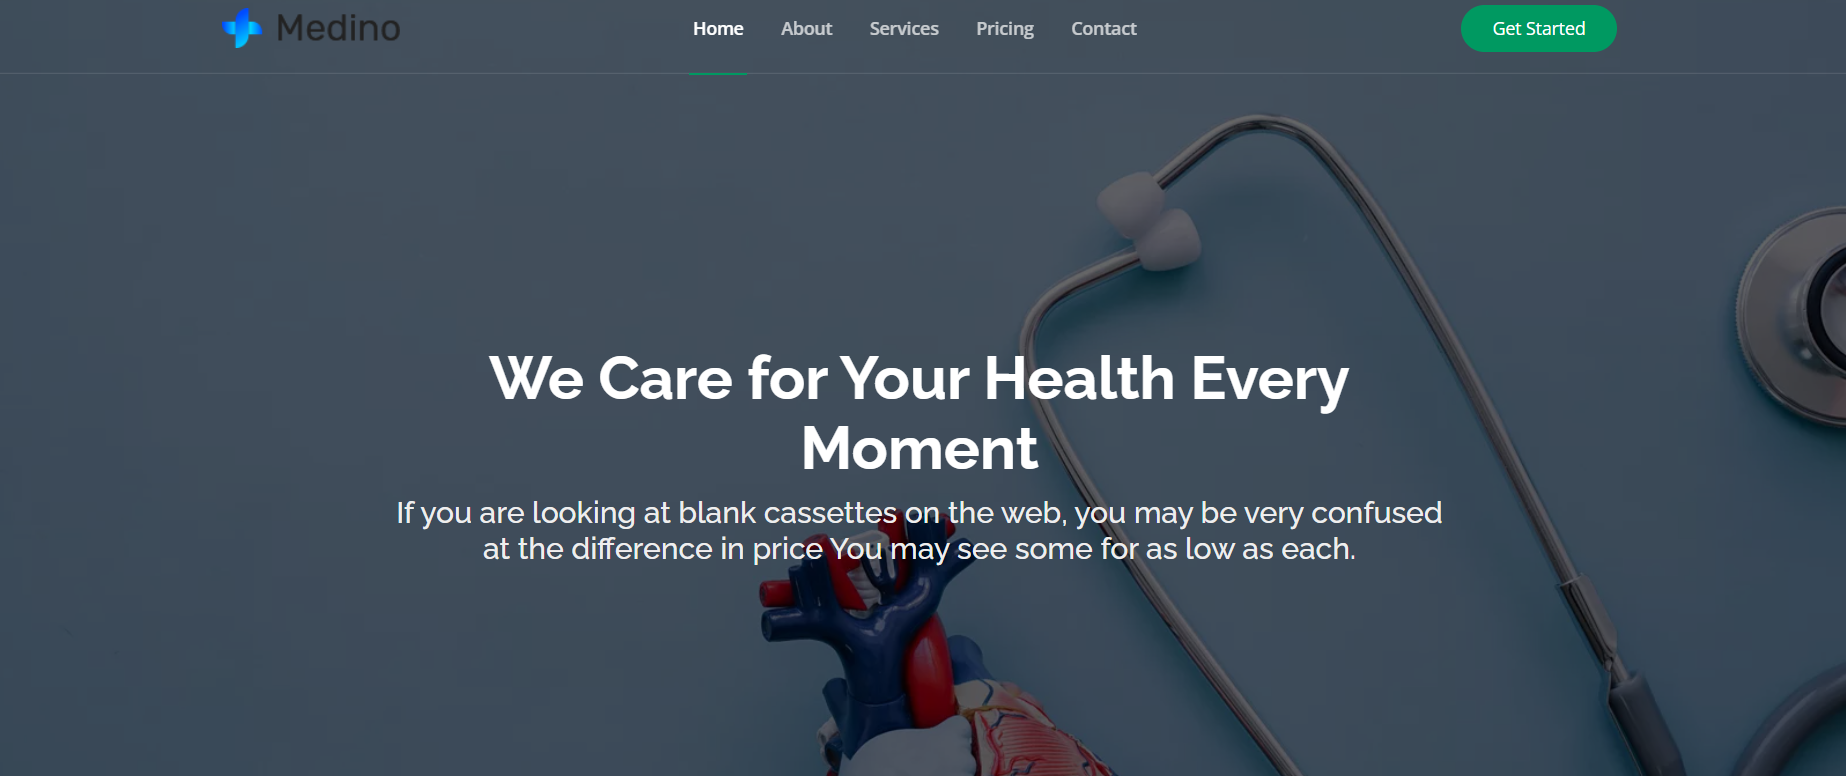 Medino
Home About Services Pricing Contact
Get Started
We Care for Your Health Every
Moment
If you are looking at blank cassettes on the web, you may be very confused
at the difference in price You may see some for as low as each.